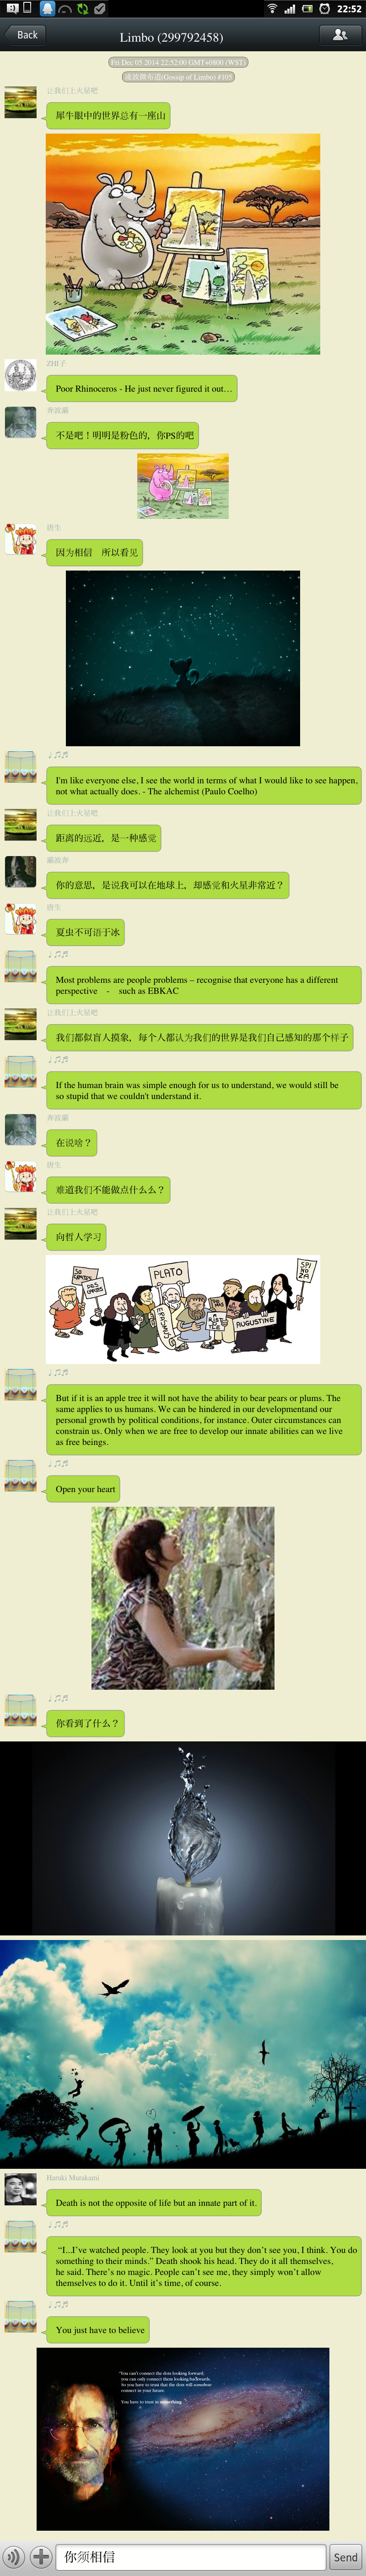 22:52
Back
Limbo (299792458)
Fri Dec 05 2014 22:52:00 GMT+0800 (WST)
凌波微布道(Gossip of Limbo) #105
让我们上火星吧
犀牛眼中的世界总有一座山
ZHI子
Poor Rhinoceros - He just never figured it out…
奔波灞
不是吧！明明是粉色的，你PS的吧
唐生
因为相信 所以看见
♩♫♬
I'm like everyone else, I see the world in terms of what I would like to see happen,
not what actually does. - The alchemist (Paulo Coelho)
让我们上火星吧
距离的远近，是一种感觉
灞波奔
你的意思，是说我可以在地球上，却感觉和火星非常近？
唐生
夏虫不可语于冰
♩♫♬
Most problems are people problems – recognise that everyone has a different
perspective - such as EBKAC
让我们上火星吧
我们都似盲人摸象，每个人都认为我们的世界是我们自己感知的那个样子
♩♫♬
If the human brain was simple enough for us to understand, we would still be
so stupid that we couldn't understand it.
奔波灞
在说啥？
唐生
难道我们不能做点什么么？
让我们上火星吧
向哲人学习
SO
CRATES
DES
CARTES
PLATO
AUGUSTINE
SPI
NO
ZA
♩♫♬
But if it is an apple tree it will not have the ability to bear pears or plums. The
same applies to us humans. We can be hindered in our developmentand our
personal growth by political conditions, for instance. Outer circumstances can
constrain us. Only when we are free to develop our innate abilities can we live
as free beings.
♩♫♬
Open your heart
♩♫♬
你看到了什么？
Haruki Murakami
Death is not the opposite of life but an innate part of it.
♩♫♬
“I...I’ve watched people. They look at you but they don’t see you, I think. You do
something to their minds.” Death shook his head. They do it all themselves,
he said. There’s no magic. People can’t see me, they simply won’t allow
themselves to do it. Until it’s time, of course.
♩♫♬
You just have to believe
"You can't connect the dots looking forward;
you can only connect them looking backwards.
So you have to trust that the dots will somehow
connect in your future.
You have to trust in something.
你须相信
Send